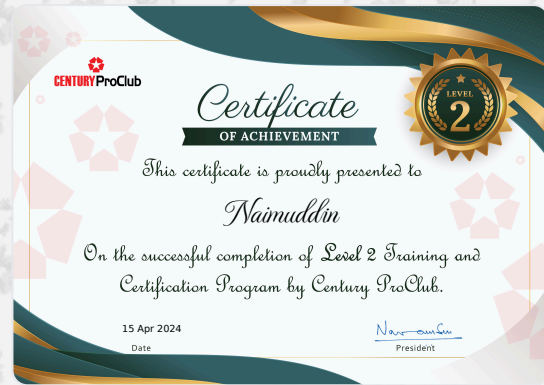 CENTURY ProClub
LEVEL
2
Certificate
OF ACHIEVEMENT
This certificate is proudly presented to
Naimuddin
On the successful completion of Level 2 Training and
Certification Program by Century ProClub.
15 Apr 2024
Date
President